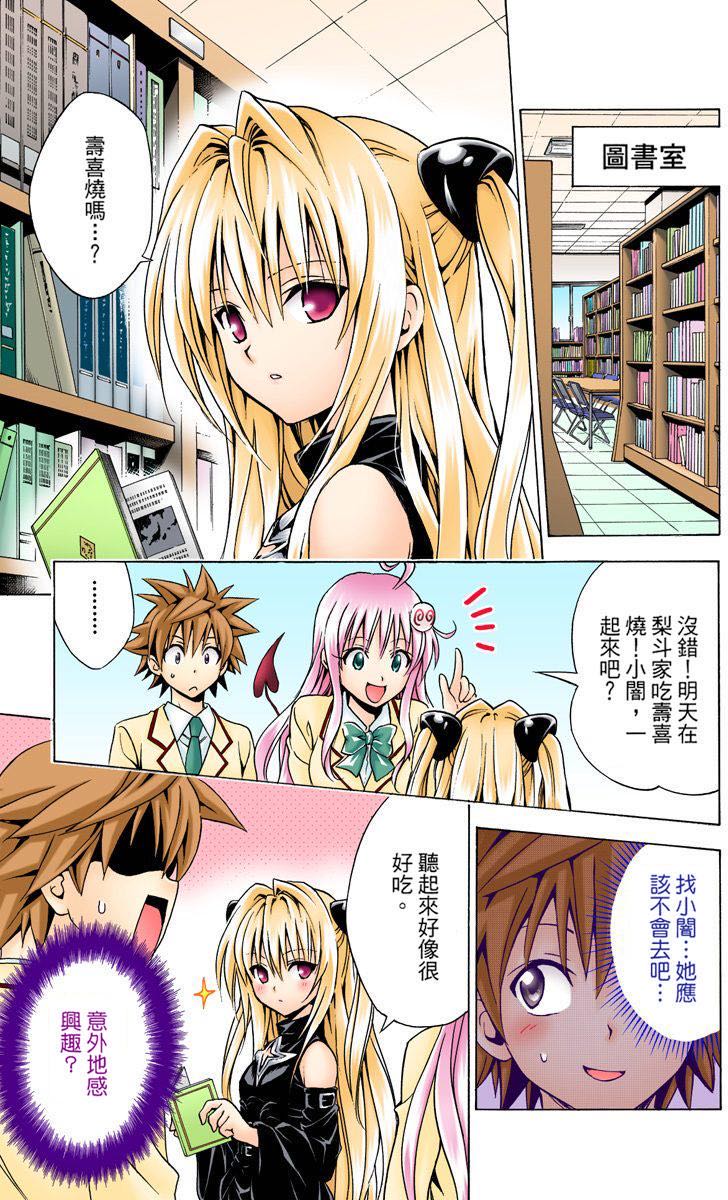 圖書室
壽喜燒嗎…?
沒錯!明天在
梨斗家吃壽喜
燒!小闇,一
起來吧?
………
找小闇…她應
該不會去吧…
聽起來好像很
好吃。
意外地感
興趣?